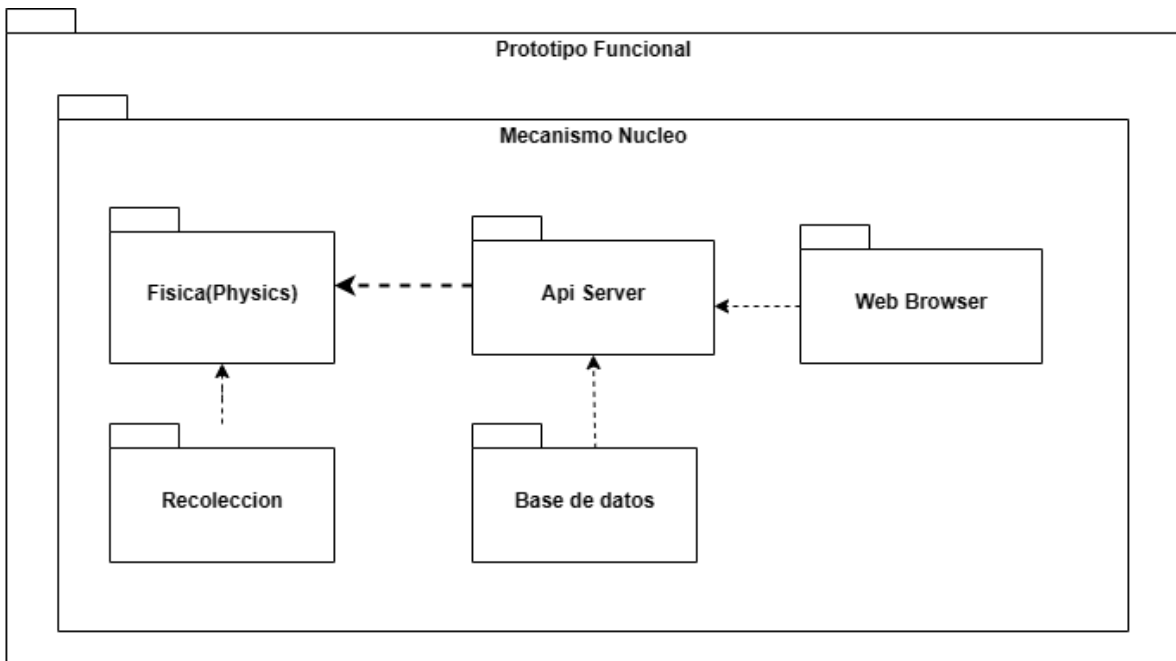 Prototipo Funcional
Mecanismo Nucleo
Fisica(Physics)
Api Server
Web Browser
Recoleccion
Base de datos